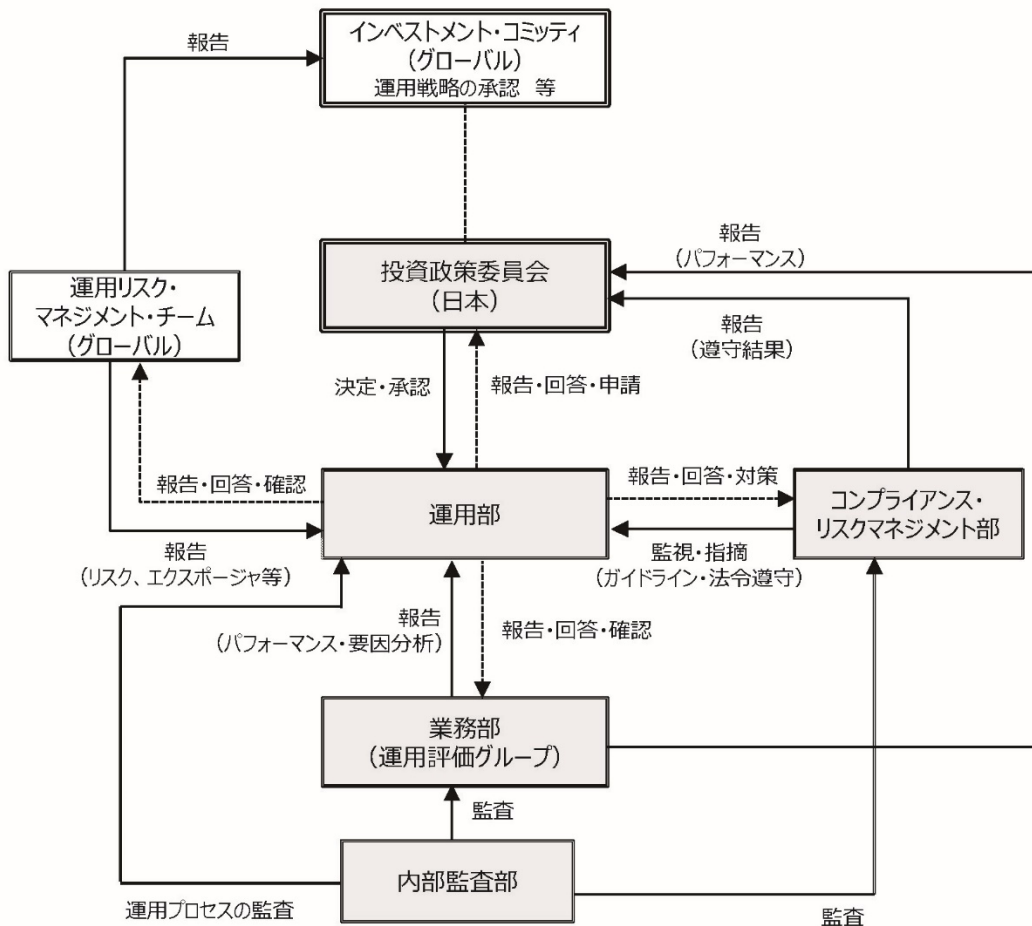 報告
インベストメント・コミッティ
(グローバル)
運用戦略の承認 等
運用リスク・
マネジメント・チーム
(グローバル)
投資政策委員会
(日本)
報告
(パフォーマンス)
報告
(遵守結果)
決定・承認
報告・回答・申請
報告・回答・確認
運用部
報告・回答・対策
コンプライアンス・
リスクマネジメント部
報告
(リスク、エクスポージャ等)
監視・指摘
(ガイドライン・法令遵守)
報告
(パフォーマンス・要因分析)
報告・回答・確認
業務部
(運用評価グループ)
監査
内部監査部
運用プロセスの監査
監査